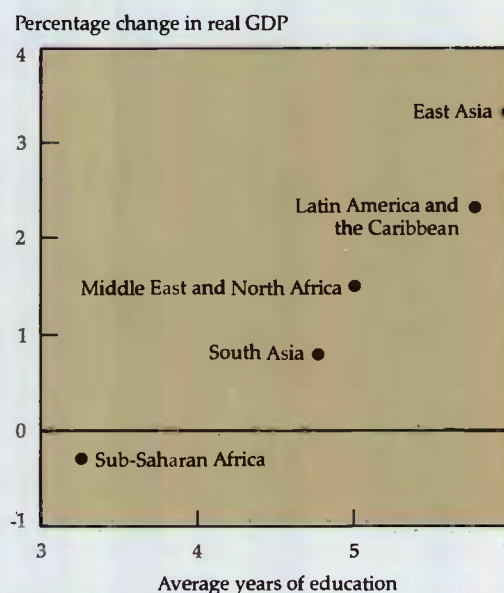 Percentage change in real GDP
4
East Asia
3
Latin America and
the Caribbean
2
Middle East and North Africa
1
South Asia
0
Sub-Saharan Africa
-1
3 4 5
Average years of education